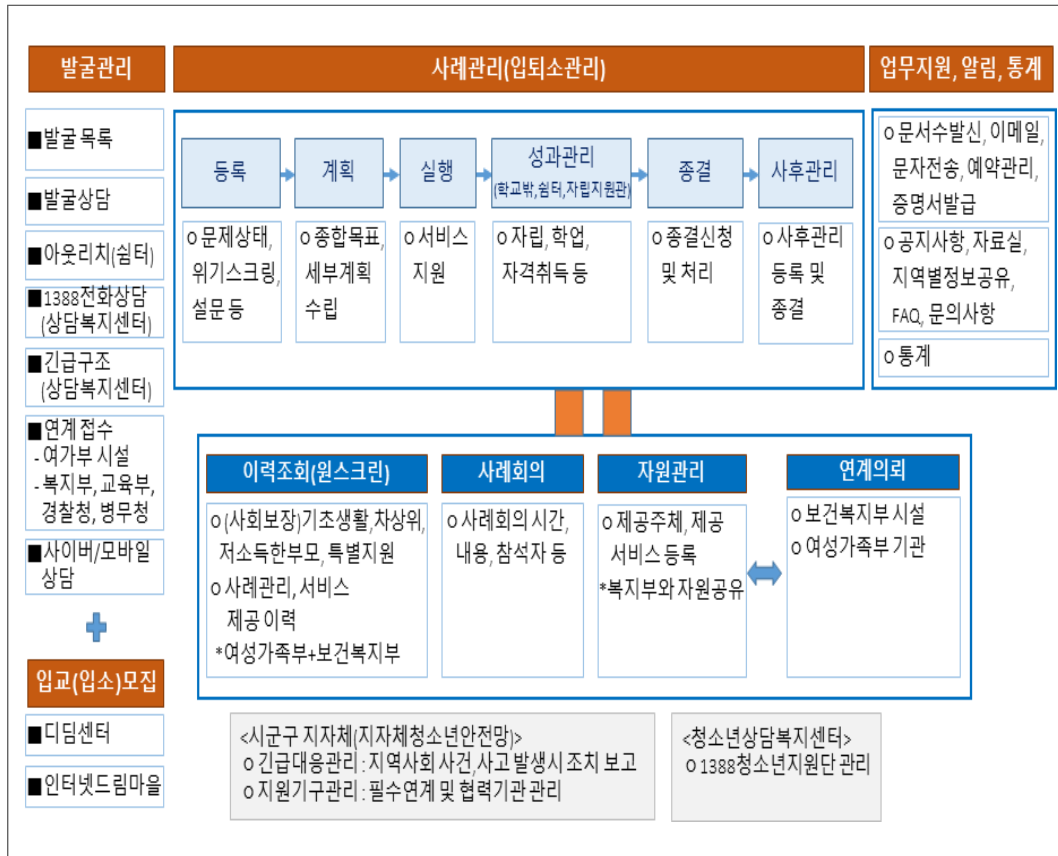 발굴관리
■발굴 목록
■발굴상담
■아웃리치(쉼터)
■1388전화상담
(상담복지센터)
■긴급구조
(상담복지센터)
■연계 접수
- 여가부 시설
- 복지부, 교육부,
경찰청, 병무청
■사이버/모바일
상담
입교(입소)모집
■디딤센터
■인터넷드림마을
사례관리(입퇴소관리)
등록
계획
실행
성과관리
(학교밖,쉼터,자립지원관)
종결
사후관리
o 문제상태,
위기스크링,
설문 등
o 종합목표,
세부계획
수립
o 서비스
지원
o 자립, 학업,
자격취득 등
o 종결신청
및 처리
o 사후관리
등록 및
종결
업무지원, 알림, 통계
o 문서수발신, 이메일,
문자전송, 예약관리,
증명서발급
o 공지사항, 자료실,
지역별정보공유,
FAQ, 문의사항
o 통계
이력조회(원스크린)
o (사회보장)기초생활,차상위,
저소득한부모, 특별지원
o 사례관리, 서비스
제공 이력
*여성가족부+보건복지부
사례회의
o 사례회의 시간,
내용, 참석자 등
자원관리
o 제공주체, 제공
서비스 등록
*복지부와 자원공유
연계의뢰
o 보건복지부 시설
o 여성가족부 기관
<시군구 지자체(지자체청소년안전망)>
o 긴급대응관리 : 지역사회 사건,사고 발생시 조치 보고
o 지원기구관리 : 필수연계 및 협력기관 관리
<청소년상담복지센터>
o 1388청소년지원단 관리